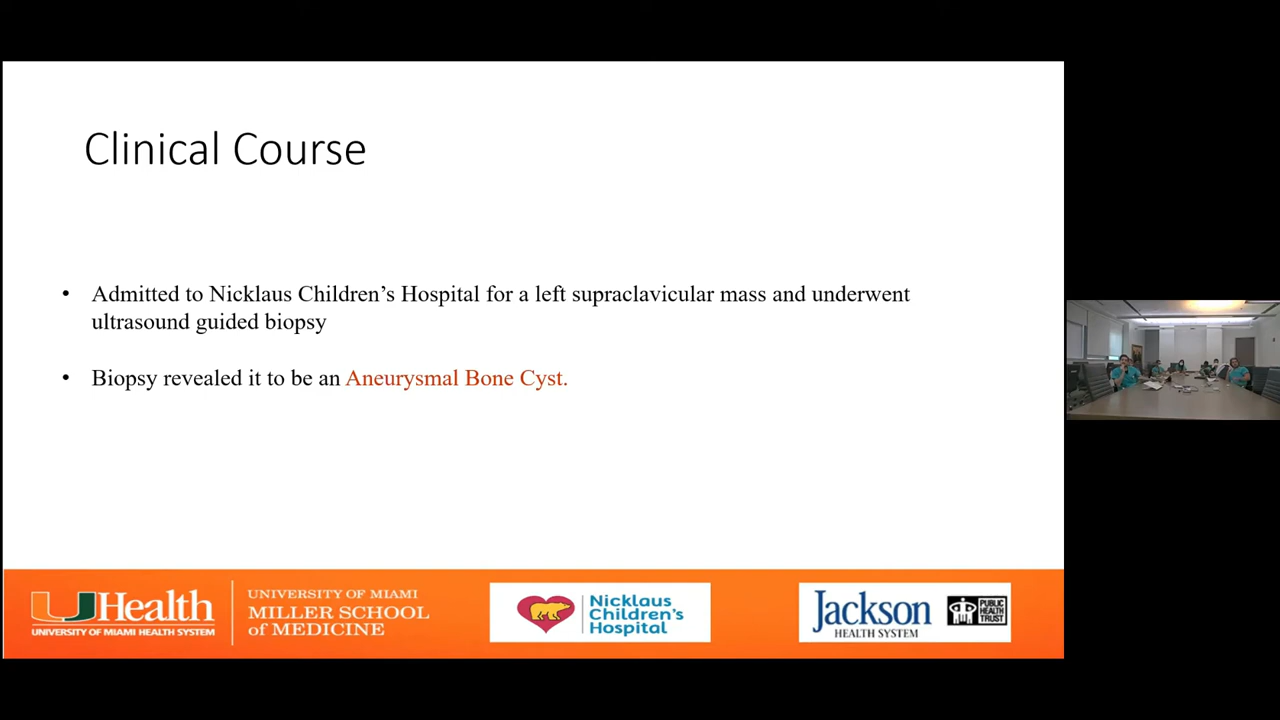 Clinical Course
• Admitted to Nicklaus Children’s Hospital for a left supraclavicular mass and underwent
ultrasound guided biopsy
• Biopsy revealed it to be an Aneurysmal Bone Cyst.
UHealth
UNIVERSITY OF MIAMI HEALTH SYSTEM
UNIVERSITY OF MIAMI
MILLER SCHOOL
of MEDICINE
Nicklaus
Children's
Hospital
Jackson
HEALTH SYSTEM
PUBLIC
HEALTH
TRUST